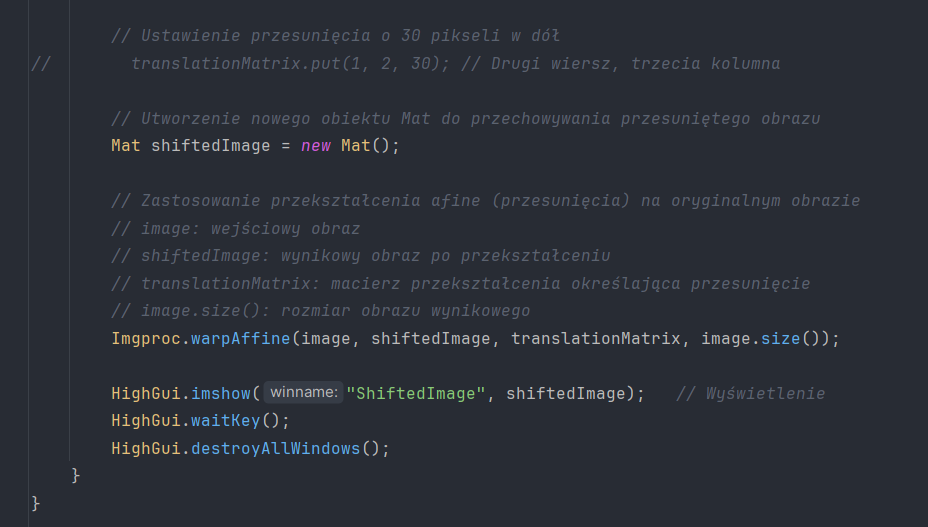 // Ustawienie przesunięcia o 30 pikseli w dół
// translationMatrix.put(1, 2, 30); // Drugi wiersz, trzecia kolumna
// Utworzenie nowego obiektu Mat do przechowywania przesuniętego obrazu
Mat shiftedImage = new Mat();
// Zastosowanie przekształcenia afine (przesunięcia) na oryginalnym obrazie
// image: wejściowy obraz
// shiftedImage: wynikowy obraz po przekształceniu
// translationMatrix: macierz przekształcenia określająca przesunięcie
// image.size(): rozmiar obrazu wynikowego
Imgproc.warpAffine(image, shiftedImage, translationMatrix, image.size());
HighGui.imshow( winname: "ShiftedImage", shiftedImage); // Wyświetlenie
HighGui.waitKey();
HighGui.destroyAllWindows();
}
}